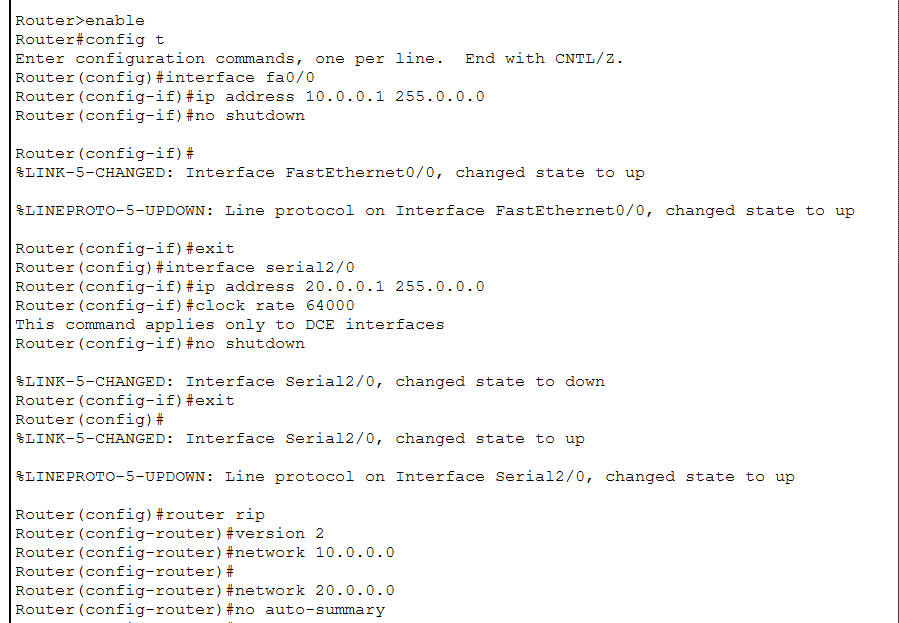 Router>enable
Router#config t
Enter configuration commands, one per line.  End with CNTL/Z.
Router(config)#interface fa0/0
Router(config-if)#ip address 10.0.0.1 255.0.0.0
Router(config-if)#no shutdown
Router(config-if)#
%LINK-5-CHANGED: Interface FastEthernet0/0, changed state to up
%LINEPROTO-5-UPDOWN: Line protocol on Interface FastEthernet0/0, changed state to up
Router(config-if)#exit
Router(config)#interface serial2/0
Router(config-if)#ip address 20.0.0.1 255.0.0.0
Router(config-if)#clock rate 64000
This command applies only to DCE interfaces
Router(config-if)#no shutdown
%LINK-5-CHANGED: Interface Serial2/0, changed state to down
Router(config-if)#exit
Router(config)#
%LINK-5-CHANGED: Interface Serial2/0, changed state to up
%LINEPROTO-5-UPDOWN: Line protocol on Interface Serial2/0, changed state to up
Router(config)#router rip
Router(config-router)#version 2
Router(config-router)#network 10.0.0.0
Router(config-router)#
Router(config-router)#network 20.0.0.0
Router(config-router)#no auto-summary